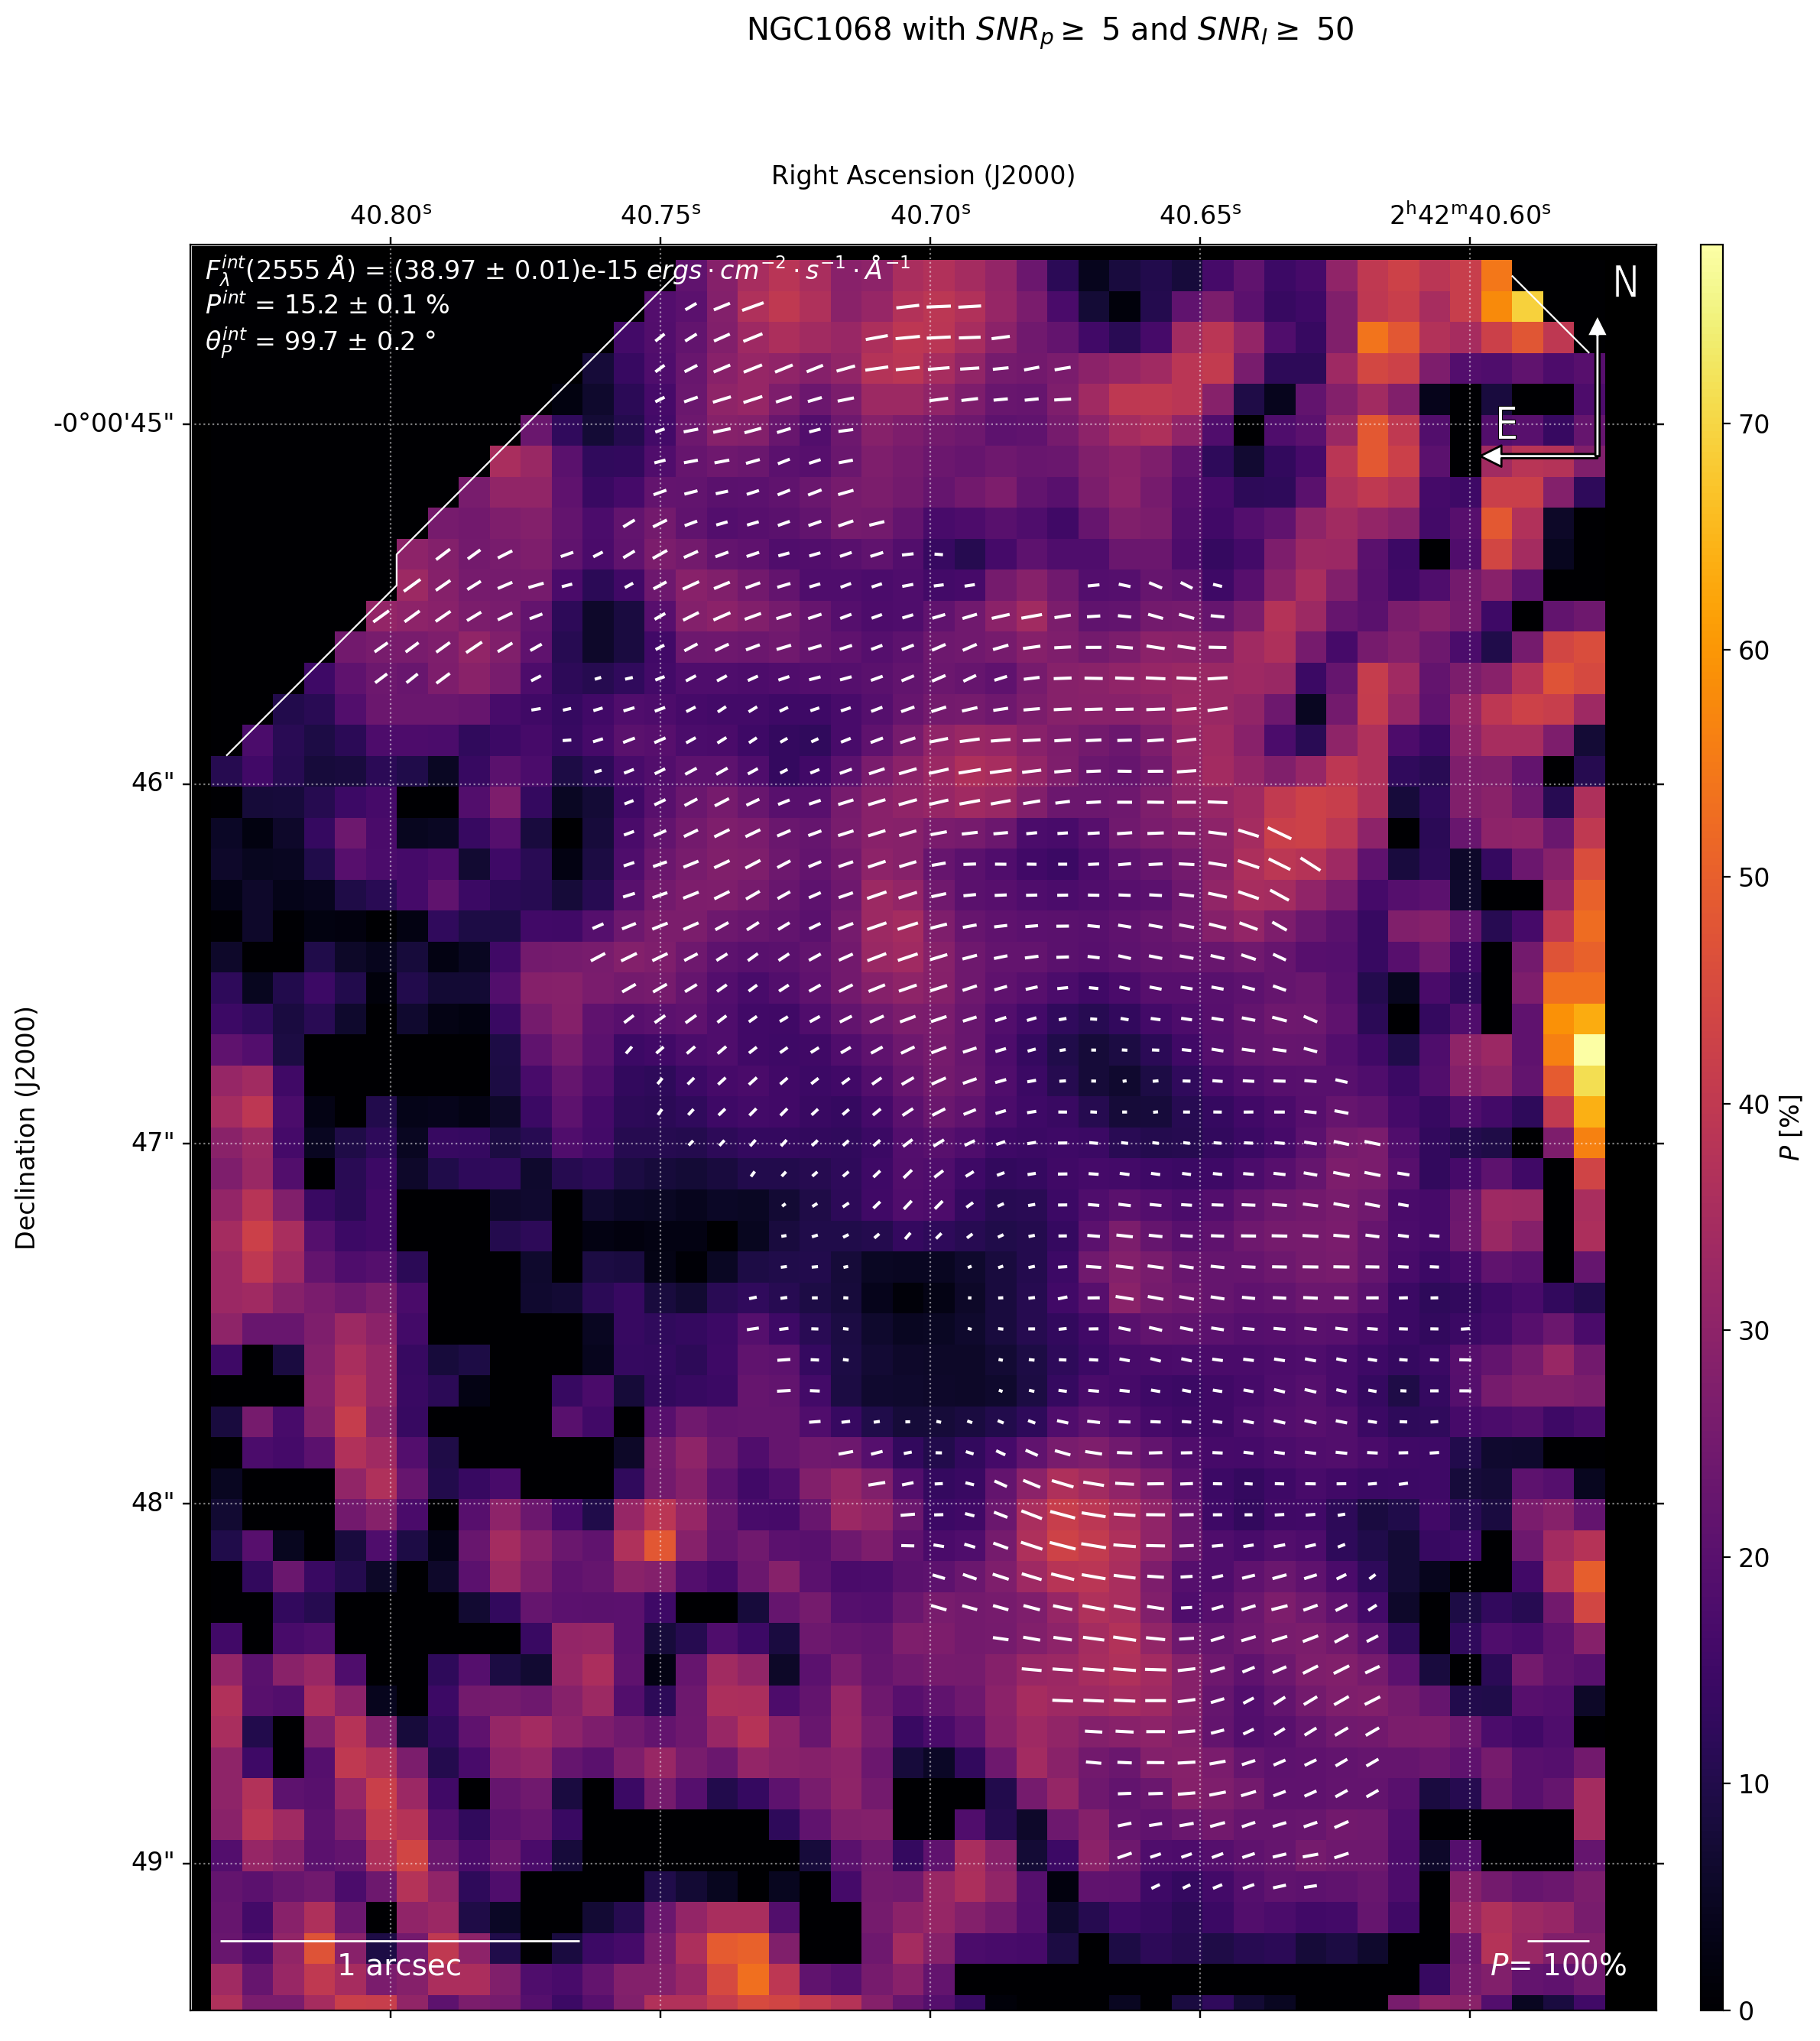 NGC1068 with SNR_p ≥ 5 and SNR_I ≥ 50
Right Ascension (J2000)
40.80ˢ 40.75ˢ 40.70ˢ 40.65ˢ 2ʰ42ᵐ40.60ˢ
F_λ^int(2555 Å) = (38.97 ± 0.01)e-15 ergs · cm⁻² · s⁻¹ · Å⁻¹
P^int = 15.2 ± 0.1 %
θ_P^int = 99.7 ± 0.2 °
N
E
-0°00'45"
46"
47"
48"
49"
Declination (J2000)
1 arcsec
P= 100%
70
60
50
40
30
20
10
0
P [%]